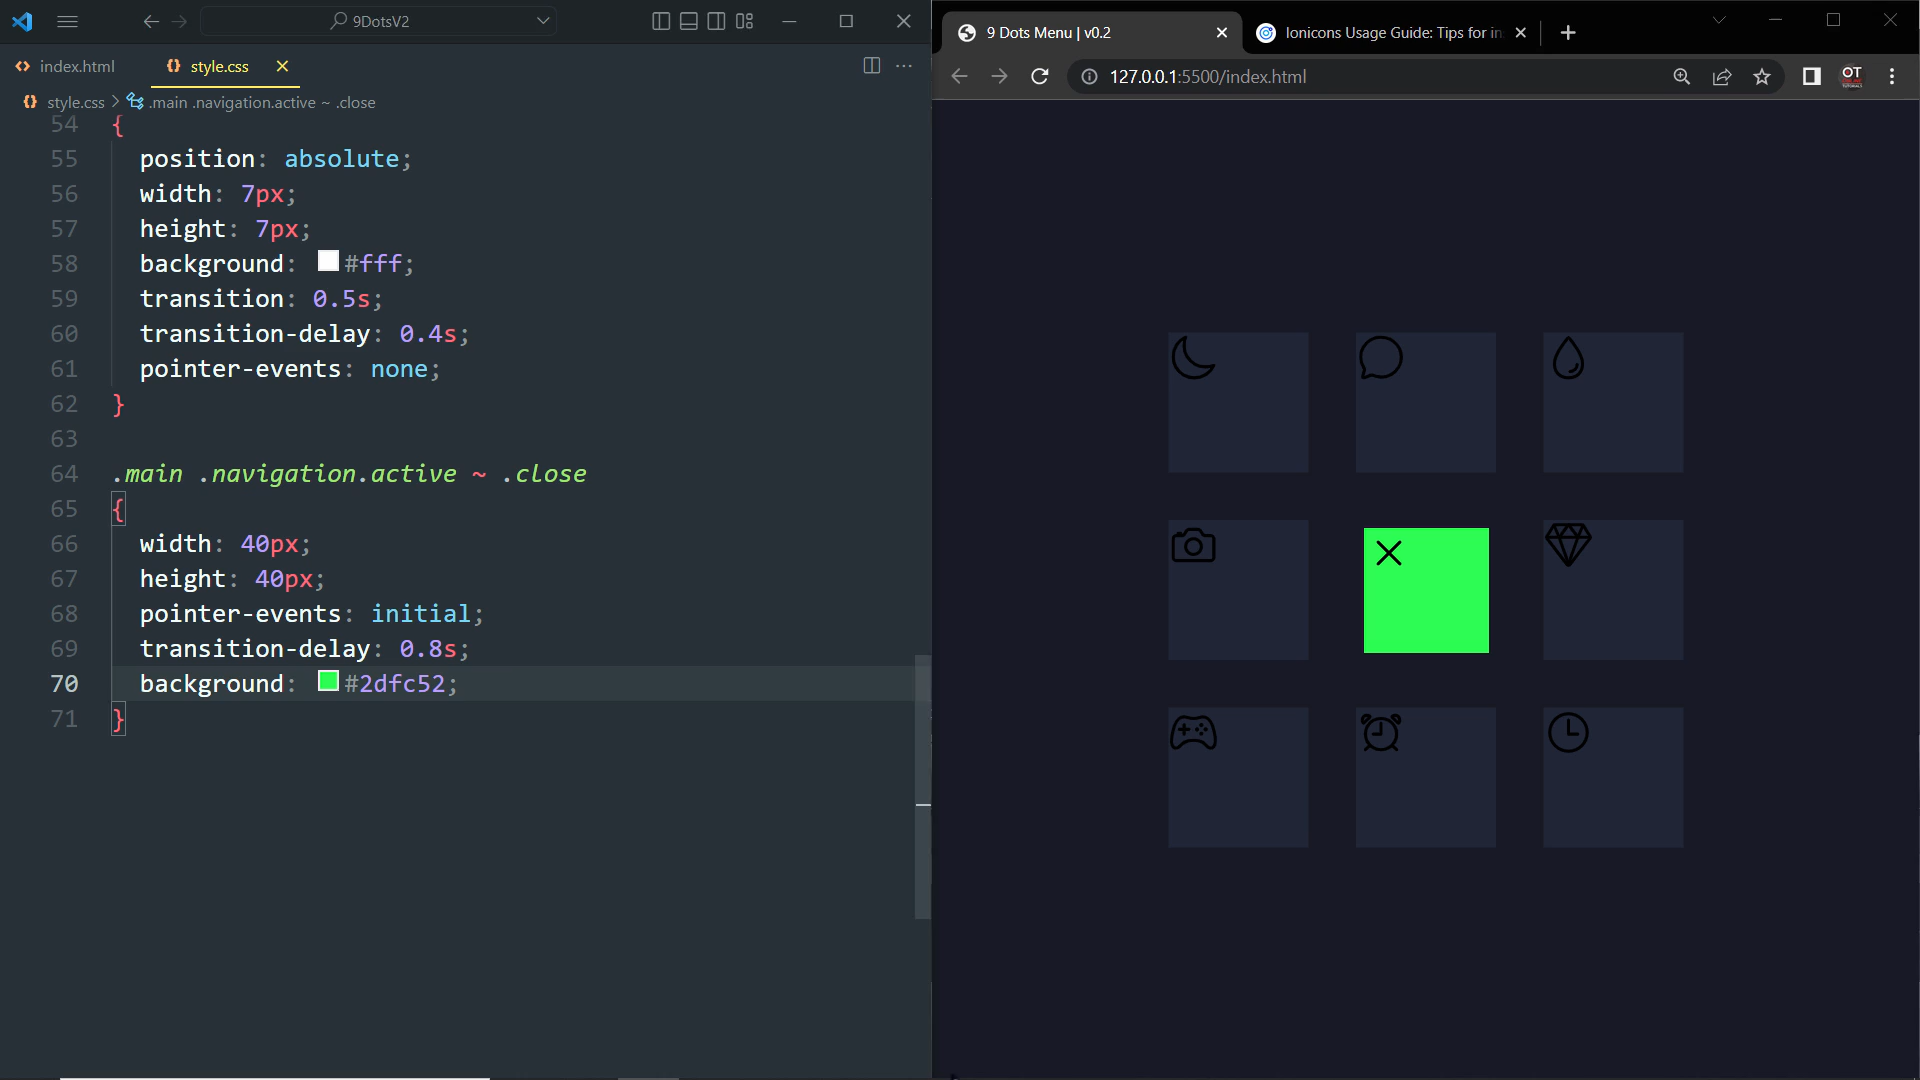 9DotsV2
index.html
style.css
style.css > .main .navigation.active ~ .close
54 {
55 position: absolute;
56 width: 7px;
57 height: 7px;
58 background: #fff;
59 transition: 0.5s;
60 transition-delay: 0.4s;
61 pointer-events: none;
62 }
63
64 .main .navigation.active ~ .close
65 {
66 width: 40px;
67 height: 40px;
68 pointer-events: initial;
69 transition-delay: 0.8s;
70 background: #2dfc52;
71 }
9 Dots Menu | v0.2
Ionicons Usage Guide: Tips for in
127.0.0.1:5500/index.html
OT